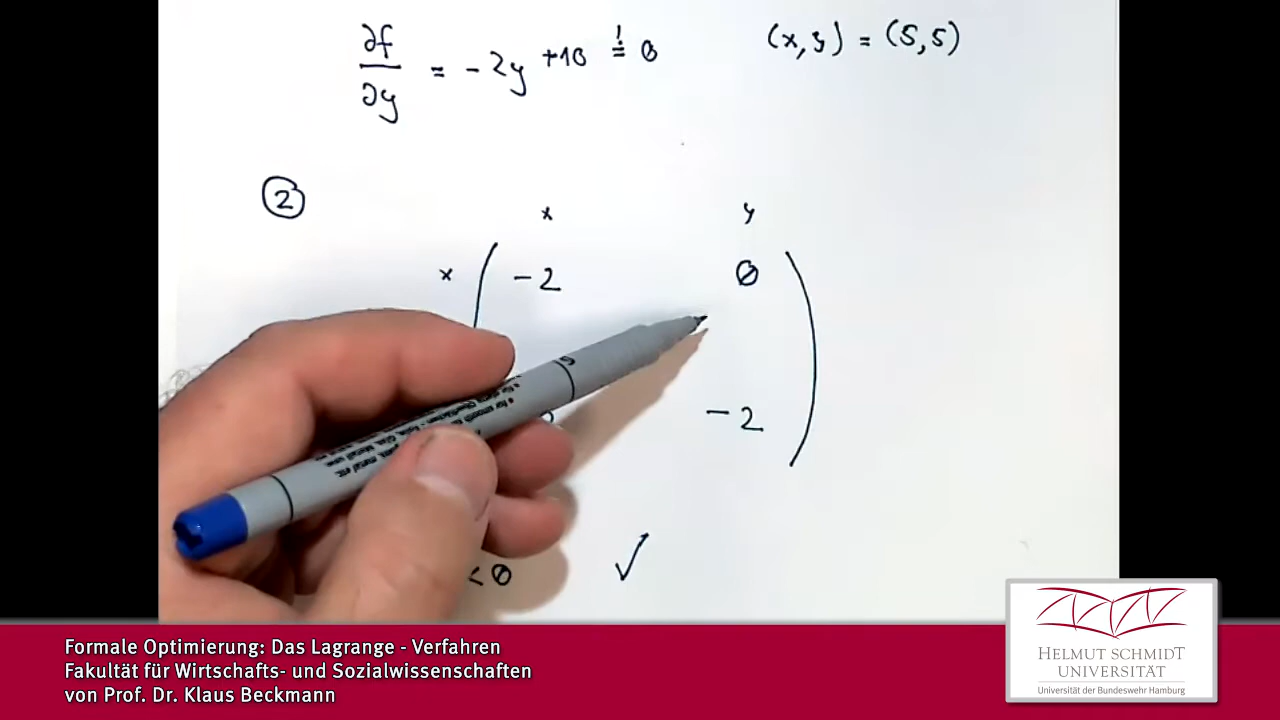 ∂f/∂y = -2y +10 != 0
(x,y) = (5,5)
2
x y
x -2 0
-2
<0 ✓
Formale Optimierung: Das Lagrange - Verfahren
Fakultät für Wirtschafts- und Sozialwissenschaften
von Prof. Dr. Klaus Beckmann
HELMUT SCHMIDT
UNIVERSITÄT
Universität der Bundeswehr Hamburg